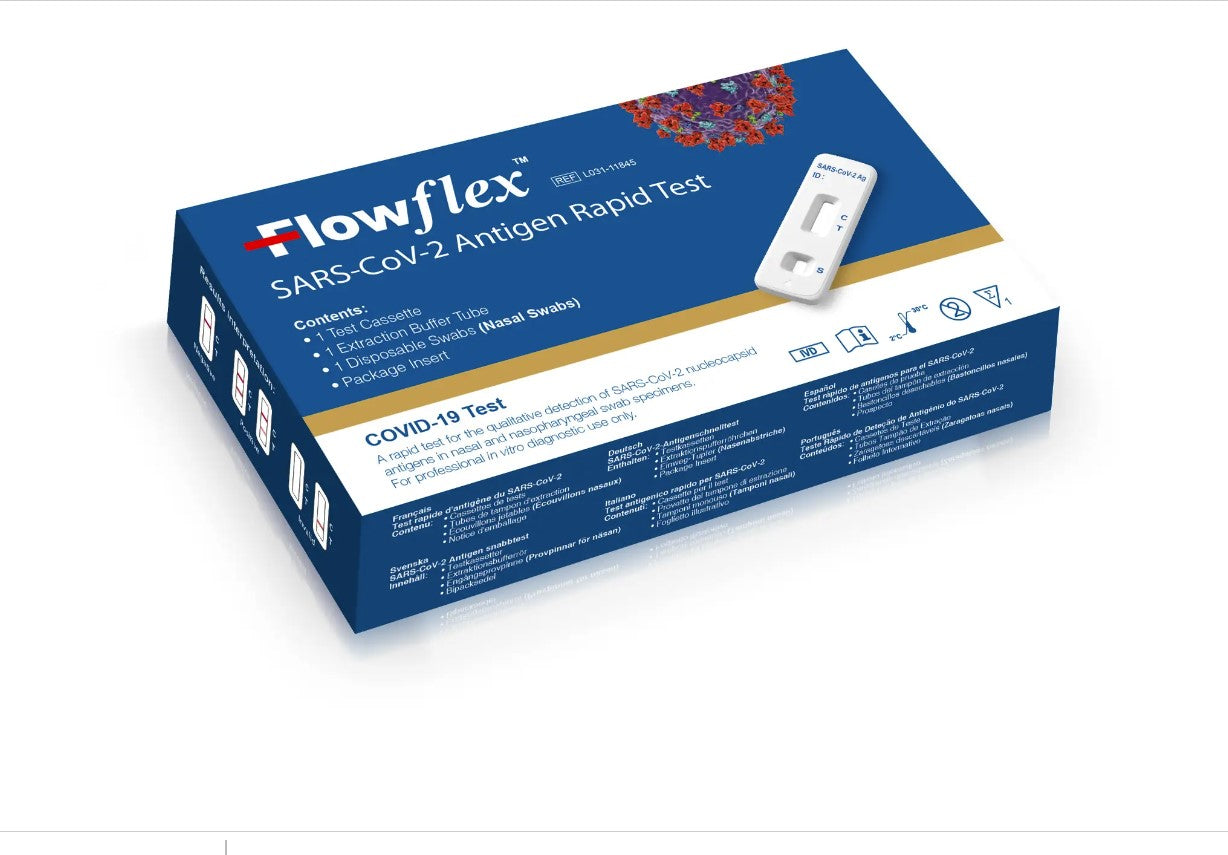 Flowflex™
REF L031-11845
SARS-CoV-2 Antigen Rapid Test
SARS-CoV-2 Ag
ID:
C
T
S
Contents:
• 1 Test Cassette
• 1 Extraction Buffer Tube
• 1 Disposable Swabs (Nasal Swabs)
• Package Insert
COVID-19 Test
A rapid test for the qualitative detection of SARS-CoV-2 nucleocapsid
antigens in nasal and nasopharyngeal swab specimens.
For professional in vitro diagnostic use only.
IVD
i
2°C
30°C
2
Σ
1
Results interpretation:
C
T
Negative
C
T
C
T
Positive
C
T
C
T
Invalid
Français
Test rapide d'antigène du SARS-CoV-2
Contenu: • Cassettes de tests
• Tubes de tampon d'extraction
• Écouvillons jetables (Écouvillons nasaux)
• Notice d'emballage
Svenska
SARS-CoV-2 Antigen snabbtest
Innehåll: • Testkassetter
• Extraktionsbufferrör
• Engångsprovpinne (Provpinnar för näsan)
• Bipacksedel
Deutsch
SARS-CoV-2-Antigenschnelltest
Enthalten: • Testkassetten
• Extraktionspufferröhrchen
• Einweg-Tupfer (Nasenabstriche)
• Package Insert
Italiano
Test antigenico rapido per SARS-CoV-2
Contenuti: • Cassette per il test
• Provette del tampone di estrazione
• Tamponi monouso (Tamponi nasali)
• Foglietto illustrativo
Español
Test rápido de antígenos para el SARS-CoV-2
Contenidos: • Casetes de prueba
• Tubos del tampón de extracción
• Bastoncillos desechables (Bastoncillos nasales)
• Prospecto
Português
Teste Rápido de Deteção de Antigénio do SARS-CoV-2
Conteúdos: • Cassetes de Teste
• Tubos Tampão de Extração
• Zaragatoas descartáveis (Zaragatoas nasais)
• Folheto Informativo